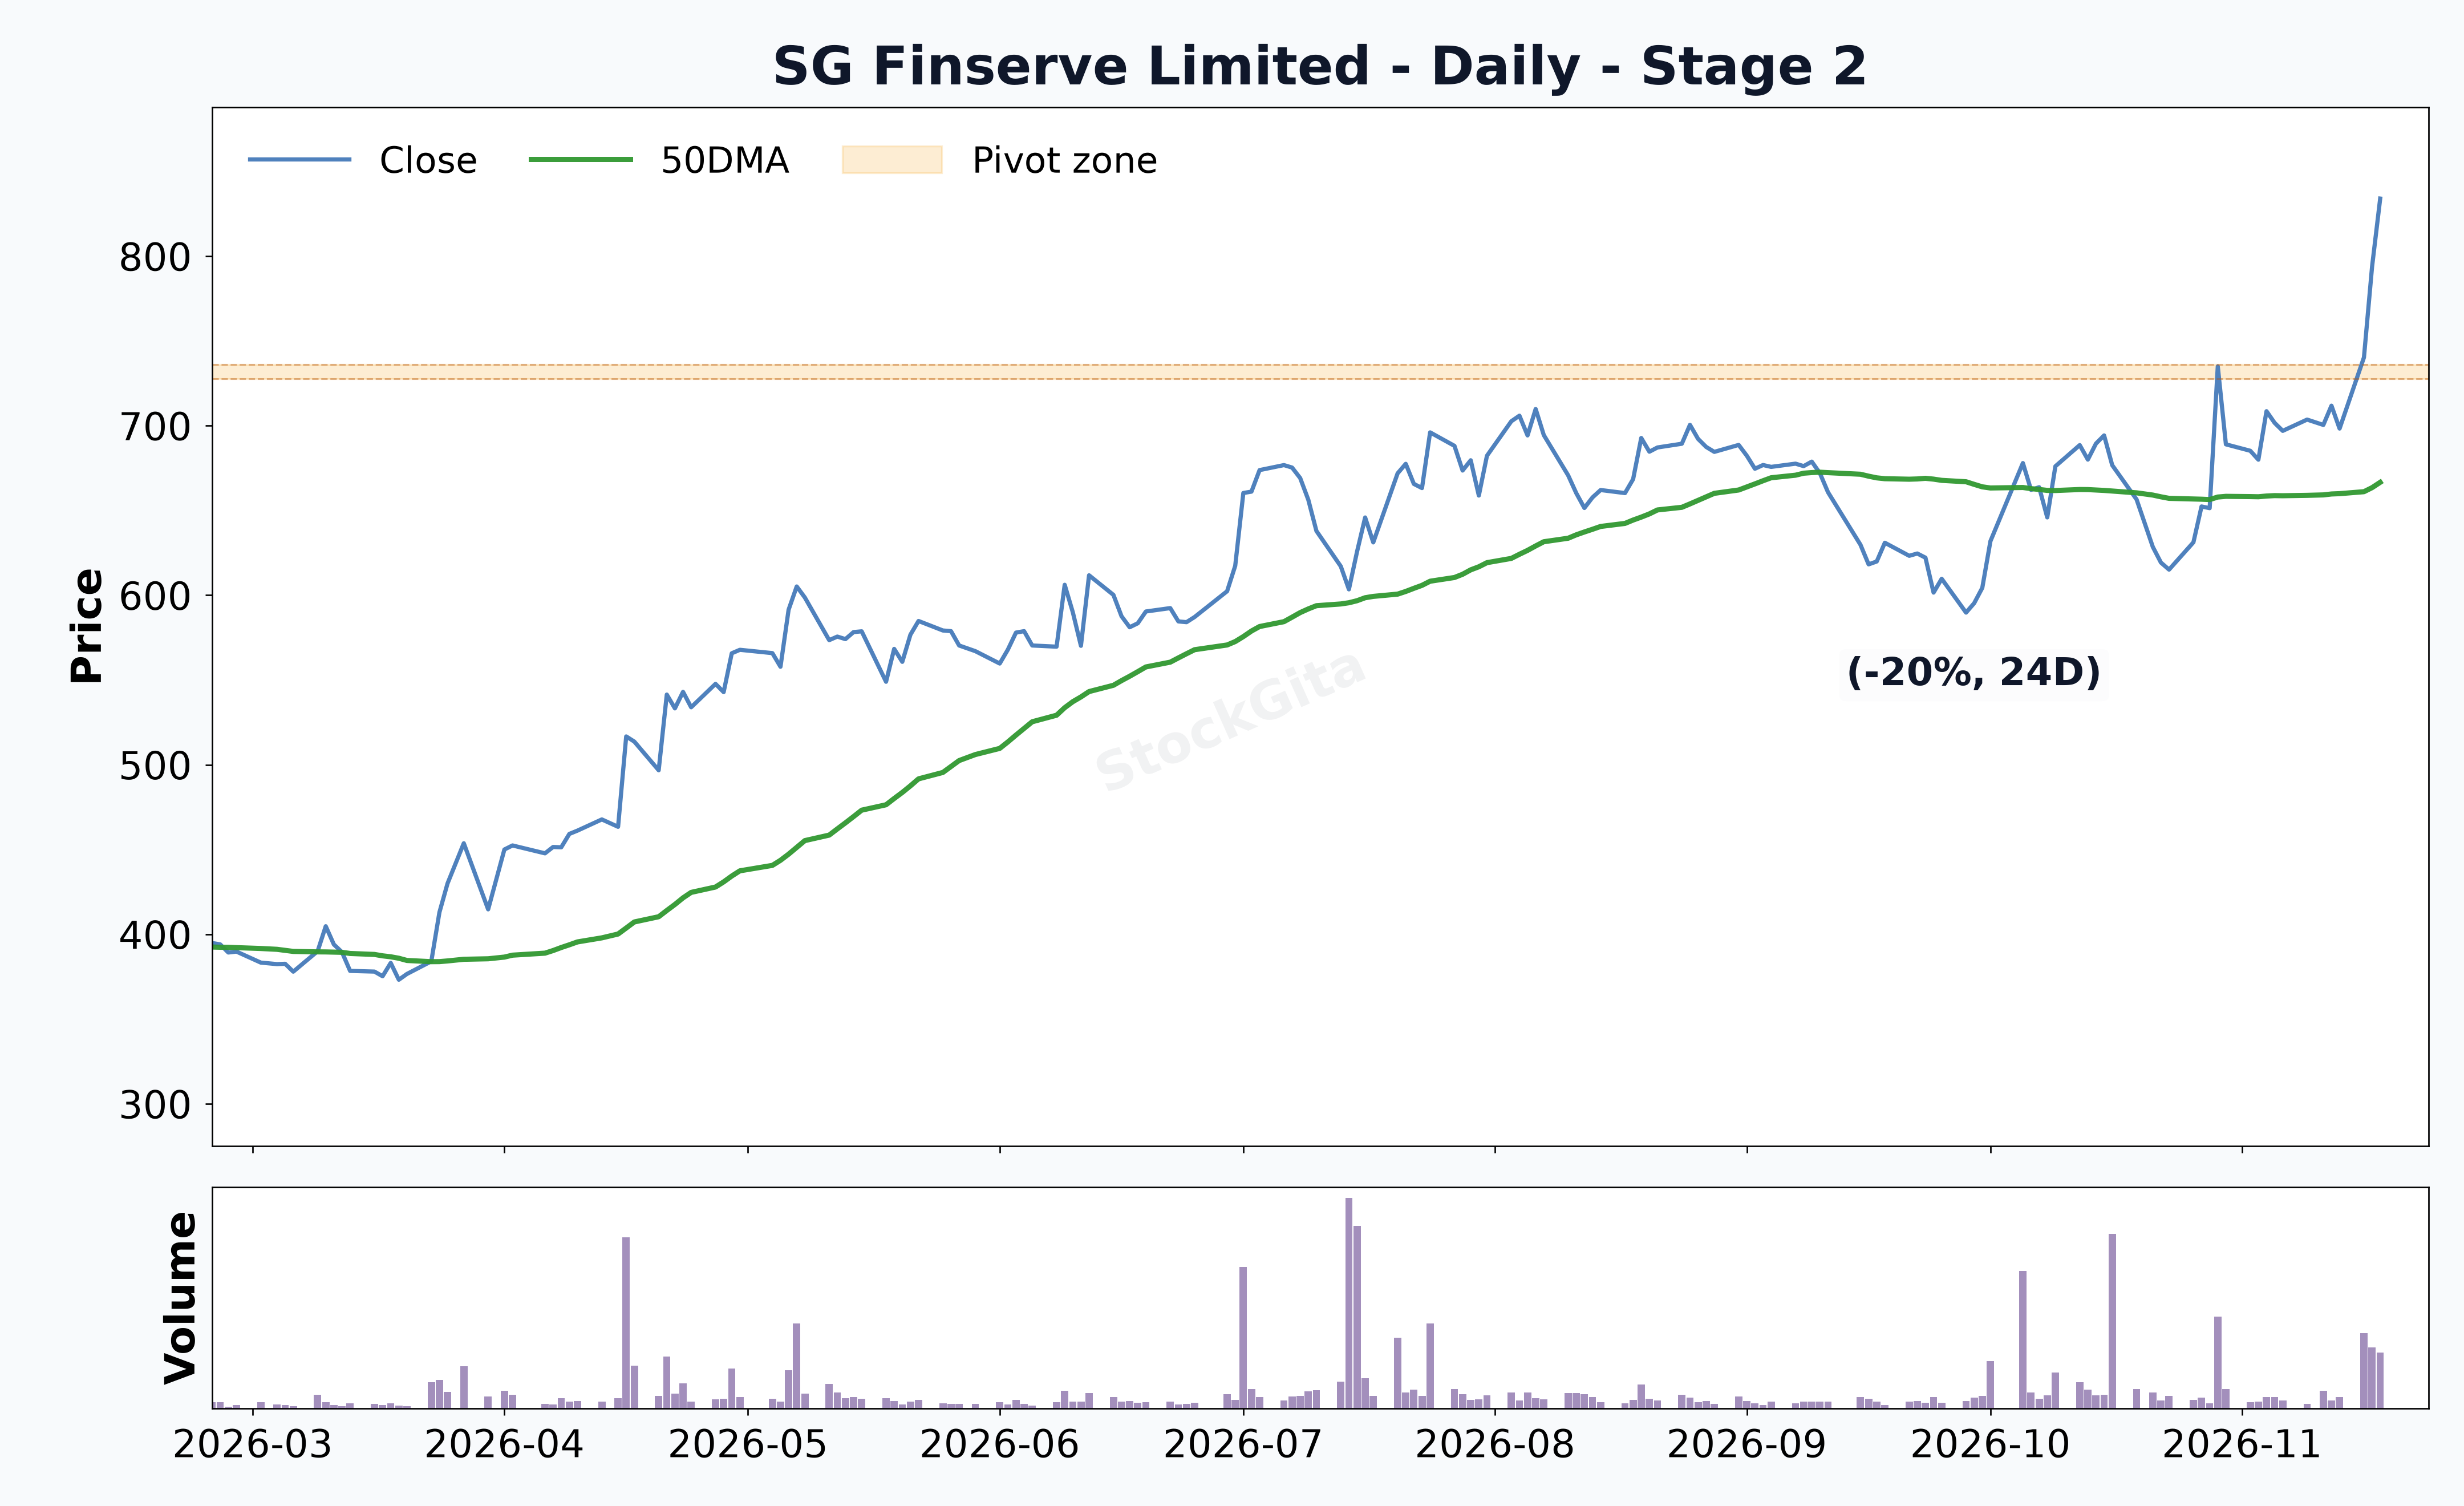 SG Finserve Limited - Daily - Stage 2
Close
50DMA
Pivot zone
800
700
600
500
400
300
Price
(-20%, 24D)
StockGita
Volume
2026-03
2026-04
2026-05
2026-06
2026-07
2026-08
2026-09
2026-10
2026-11